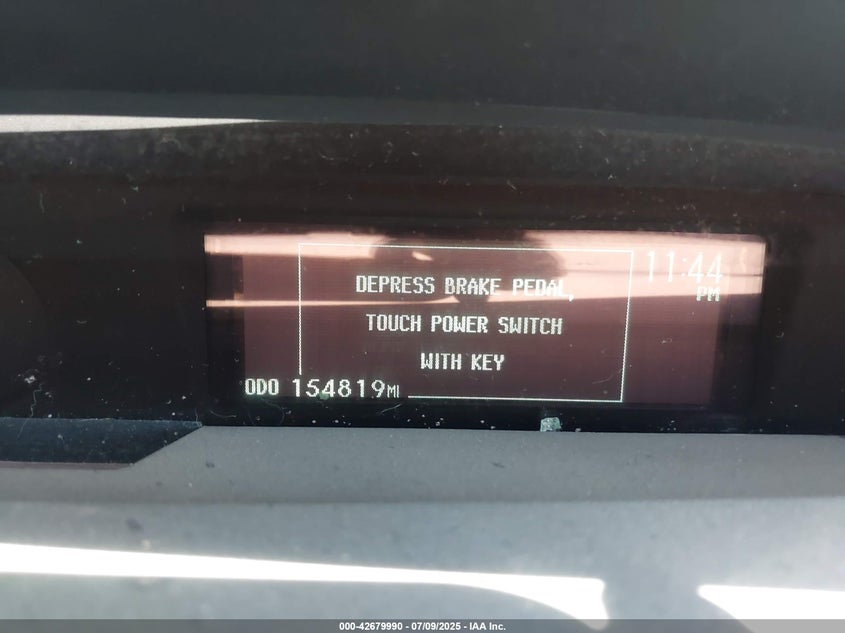 11:44
PM
DEPRESS BRAKE PEDAL,
TOUCH POWER SWITCH
WITH KEY
ODO 154819MI
000-42679990 - 07/09/2025 - IAA Inc.